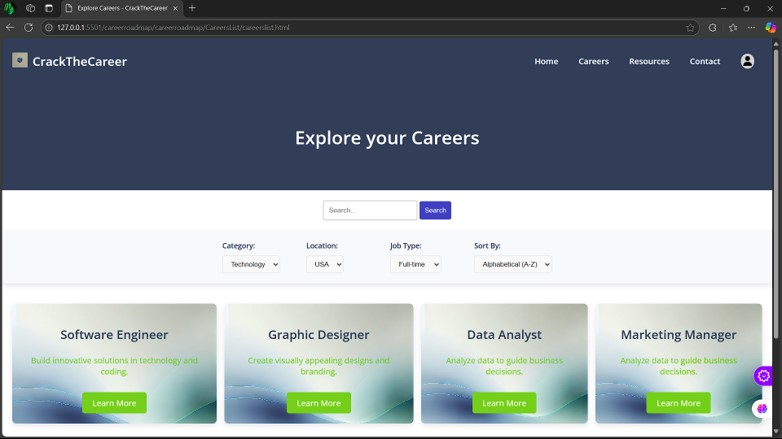 Explore Careers - CrackTheCareer
127.0.0.1:5501/careerroadmap/careerroadmap/CareersList/careerslist.html
CrackTheCareer
Home Careers Resources Contact
Explore your Careers
Search... Search
Category: Location: Job Type: Sort By:
Technology USA Full-time Alphabetical (A-Z)
Software Engineer Graphic Designer Data Analyst Marketing Manager
Build innovative solutions in technology and Create visually appealing designs and Analyze data to guide business Analyze data to guide business
coding. branding. decisions. decisions.
Learn More Learn More Learn More Learn More